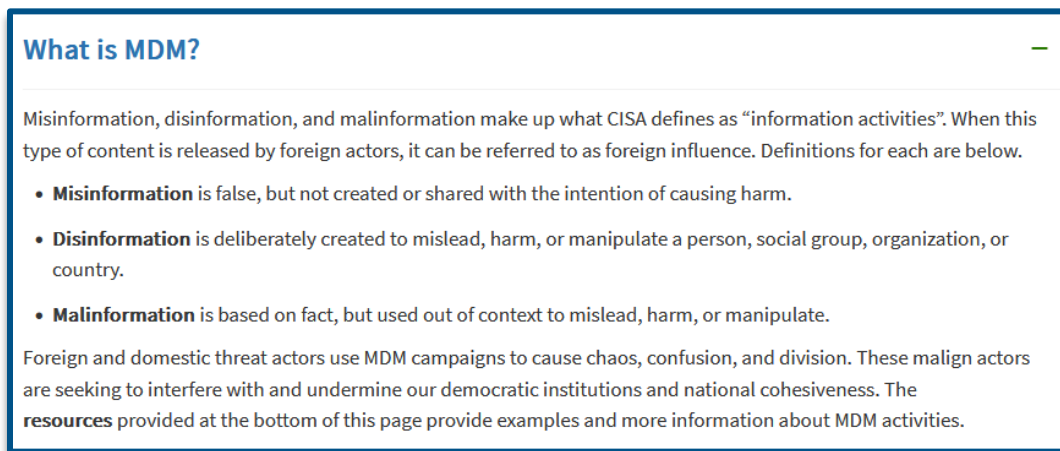 What is MDM?
Misinformation, disinformation, and malinformation make up what CISA defines as “information activities”. When this
type of content is released by foreign actors, it can be referred to as foreign influence. Definitions for each are below.
• Misinformation is false, but not created or shared with the intention of causing harm.
• Disinformation is deliberately created to mislead, harm, or manipulate a person, social group, organization, or
country.
• Malinformation is based on fact, but used out of context to mislead, harm, or manipulate.
Foreign and domestic threat actors use MDM campaigns to cause chaos, confusion, and division. These malign actors
are seeking to interfere with and undermine our democratic institutions and national cohesiveness. The
resources provided at the bottom of this page provide examples and more information about MDM activities.